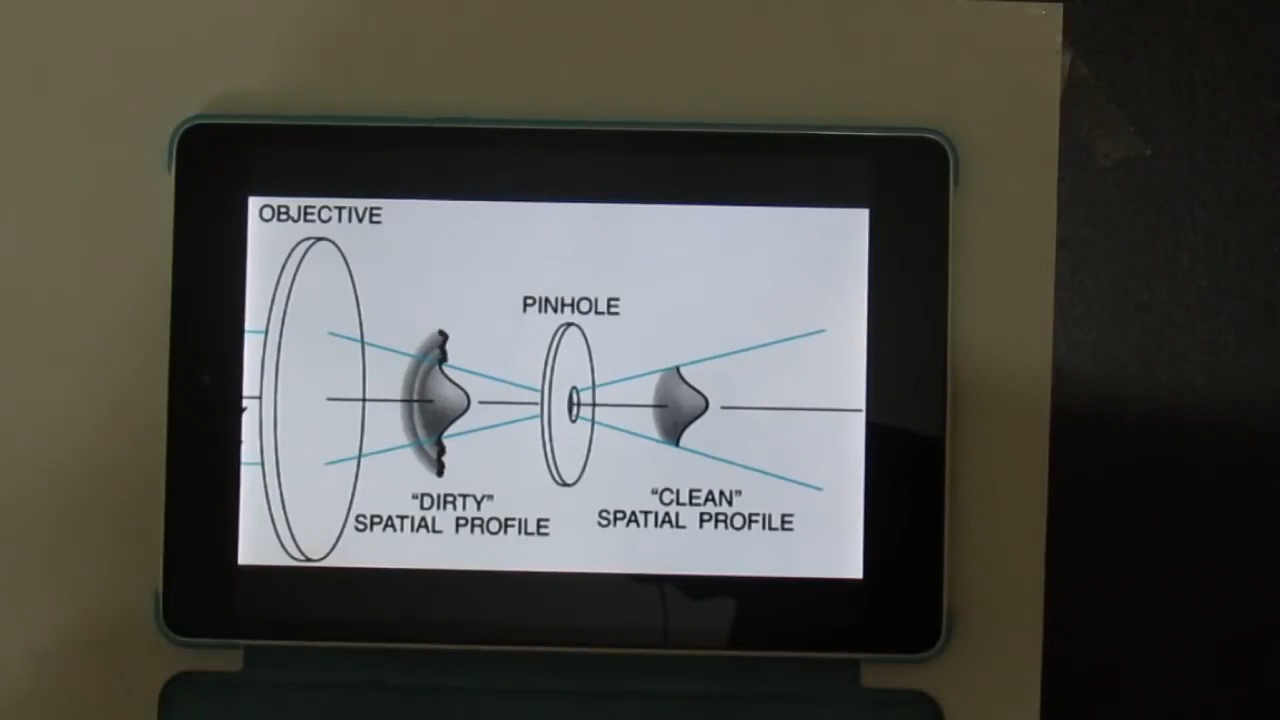 OBJECTIVE
PINHOLE
“DIRTY”
SPATIAL PROFILE
“CLEAN”
SPATIAL PROFILE